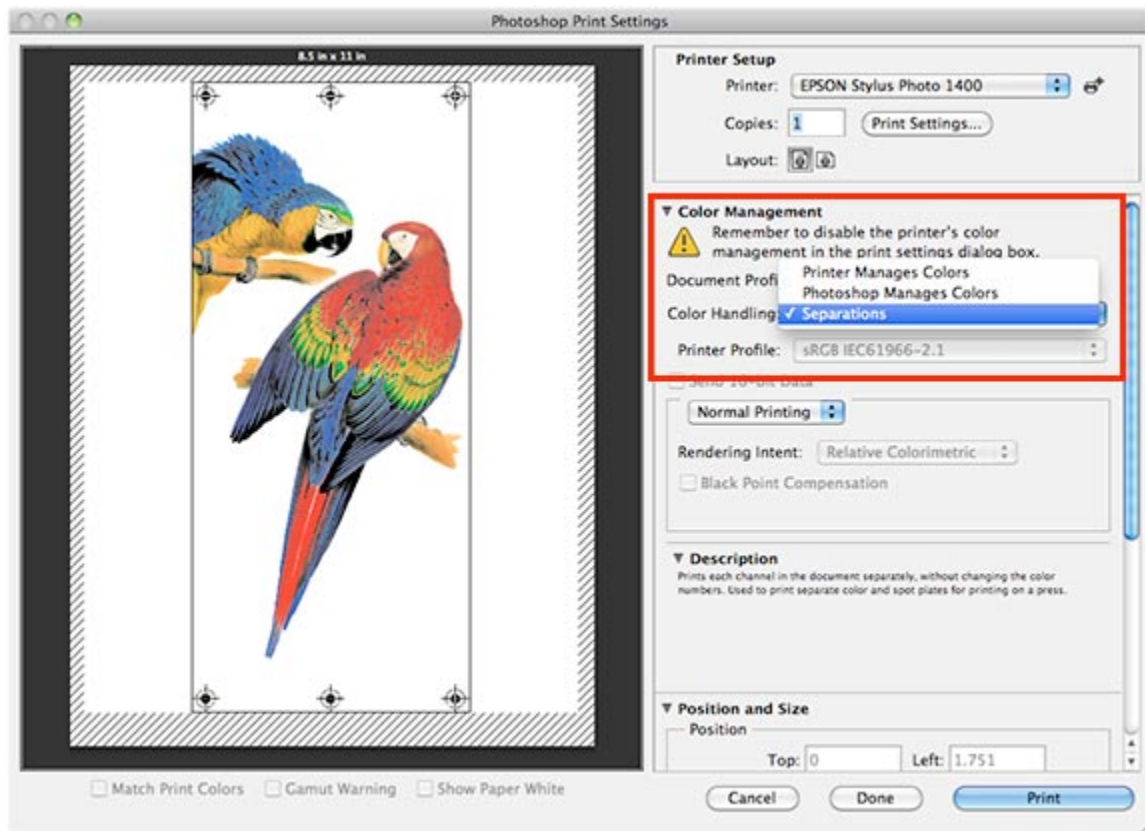 Photoshop Print Settings
8.5 in x 11 in
Printer Setup
Printer: EPSON Stylus Photo 1400
Copies: 1 Print Settings...
Layout:
Color Management
Remember to disable the printer's color
management in the print settings dialog box.
Document Profi
Printer Manages Colors
Photoshop Manages Colors
Color Handling: ✓ Separations
Printer Profile: sRGB IEC61966-2.1
Send 16-bit Data
Normal Printing
Rendering Intent: Relative Colorimetric
Black Point Compensation
Description
Prints each channel in the document separately, without changing the color
numbers. Used to print separate color and spot plates for printing on a press.
Position and Size
Position
Top: 0 Left: 1.751
Match Print Colors Gamut Warning Show Paper White
Cancel Done Print